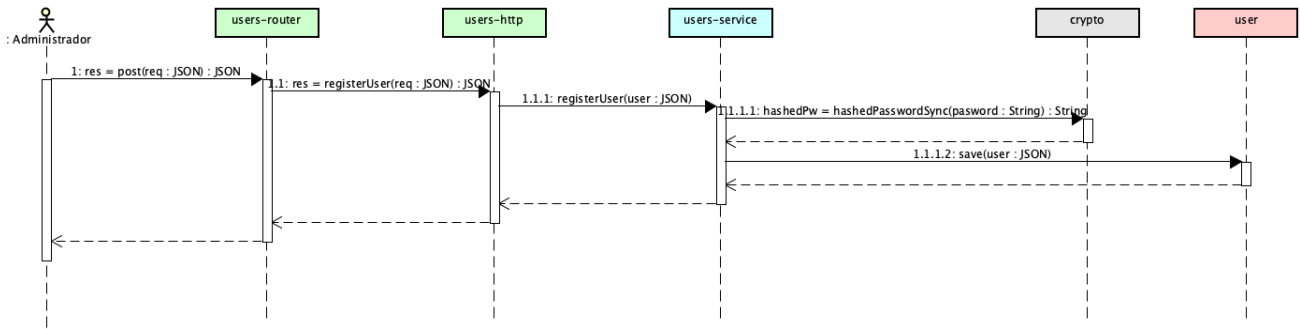 users-router
users-http
users-service
crypto
user
: Administrador
1: res = post(req : JSON) : JSON
1.1: res = registerUser(req : JSON) : JSON
1.1.1: registerUser(user : JSON)
1.1.1.1: hashedPw = hashedPasswordSync(pasword : String) : String
1.1.1.2: save(user : JSON)